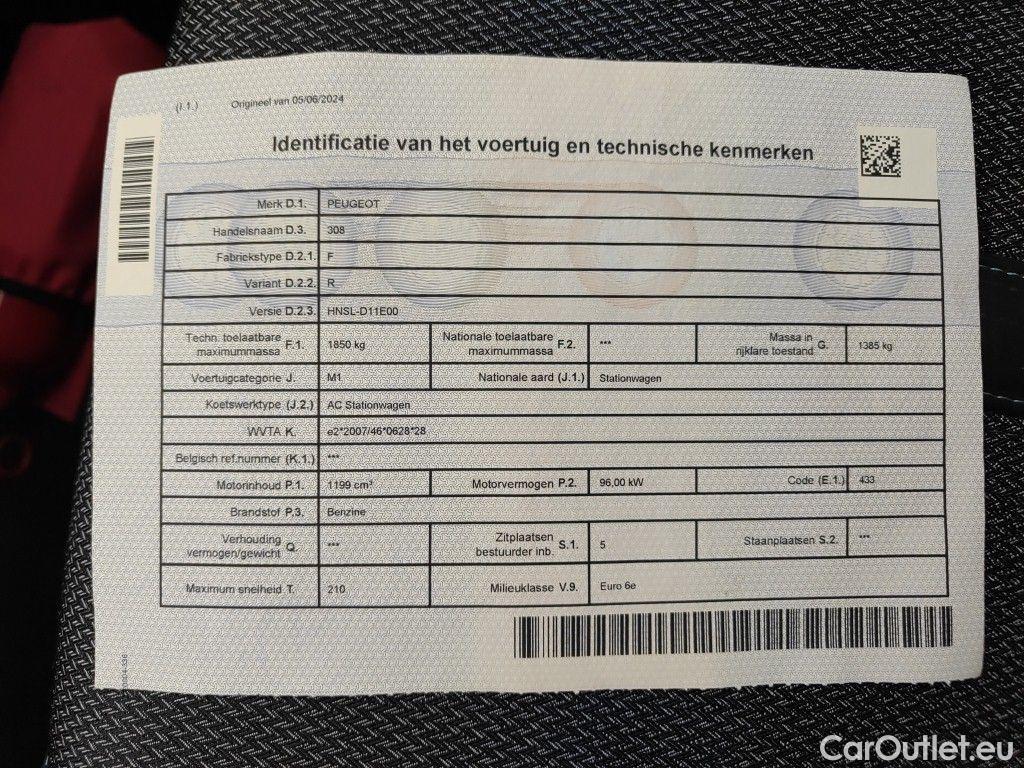 (I.1.) Origineel van 05/06/2024
Identificatie van het voertuig en technische kenmerken
Merk D.1. PEUGEOT
Handelsnaam D.3. 308
Fabriekstype D.2.1. F
Variant D.2.2. R
Versie D.2.3. HNSL-D11E00
Techn. toelaatbare maximummassa F.1. 1850 kg Nationale toelaatbare maximummassa F.2. *** Massa in rijklare toestand G. 1385 kg
Voertuigcategorie J. M1 Nationale aard (J.1.) Stationwagen
Koetswerktype (J.2.) AC Stationwagen
WVTA K. e2*2007/46*0628*28
Belgisch ref.nummer (K.1.) ***
Motorinhoud P.1. 1199 cm³ Motorvermogen P.2. 96,00 kW Code (E.1.) 433
Brandstof P.3. Benzine
Verhouding vermogen/gewicht Q. *** Zitplaatsen bestuurder inb. S.1. 5 Staanplaatsen S.2. ***
Maximum snelheid T. 210 Milieuklasse V.9. Euro 6e
CarOutlet.eu